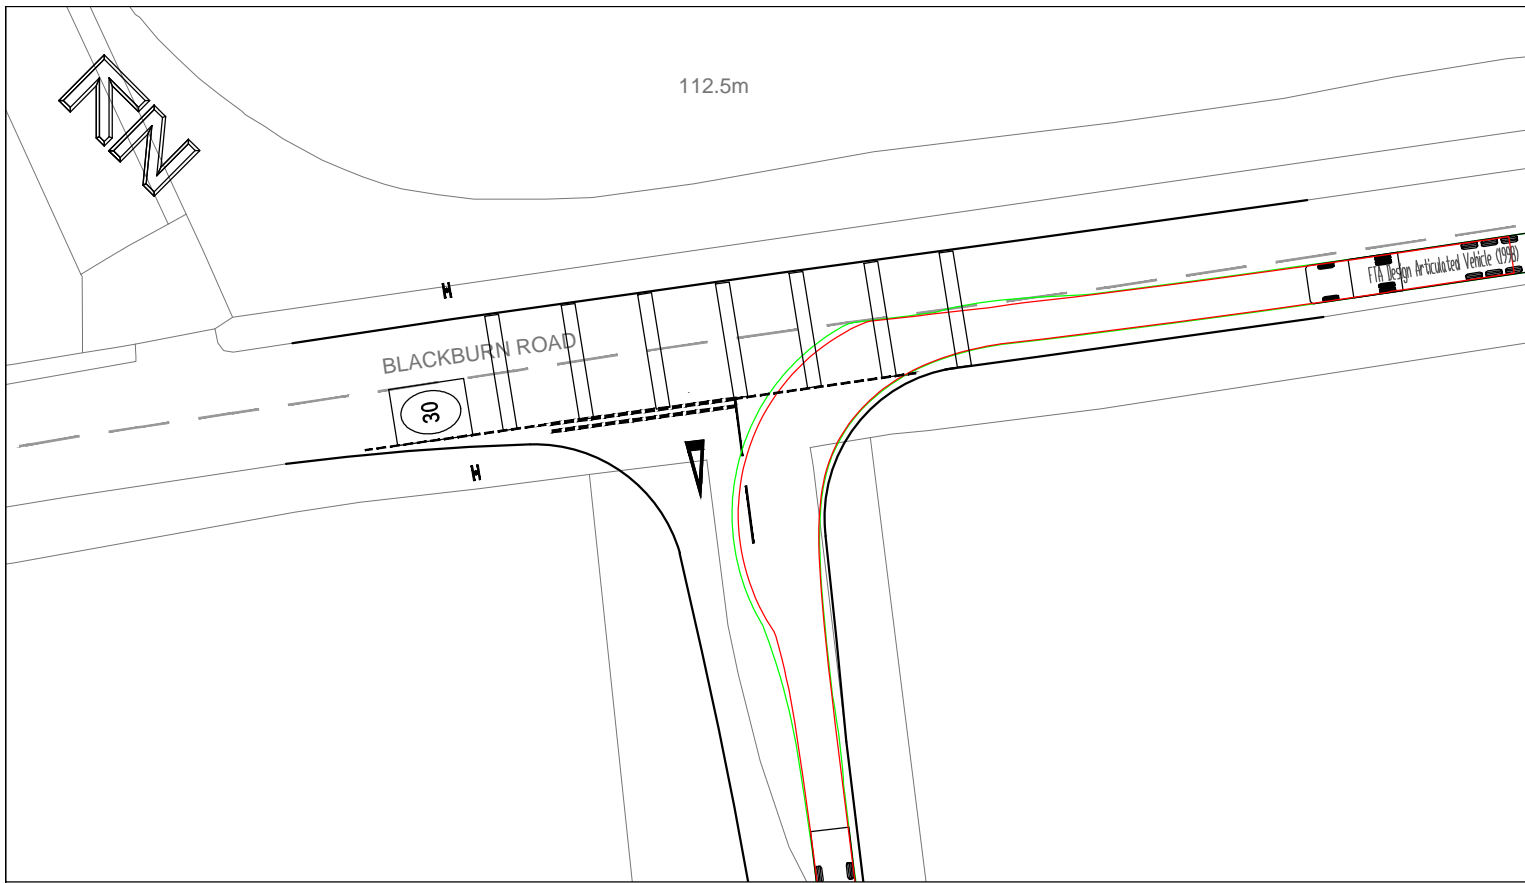 N
112.5m
BLACKBURN ROAD
30
FTA Design Articulated Vehicle (1998)
H
H